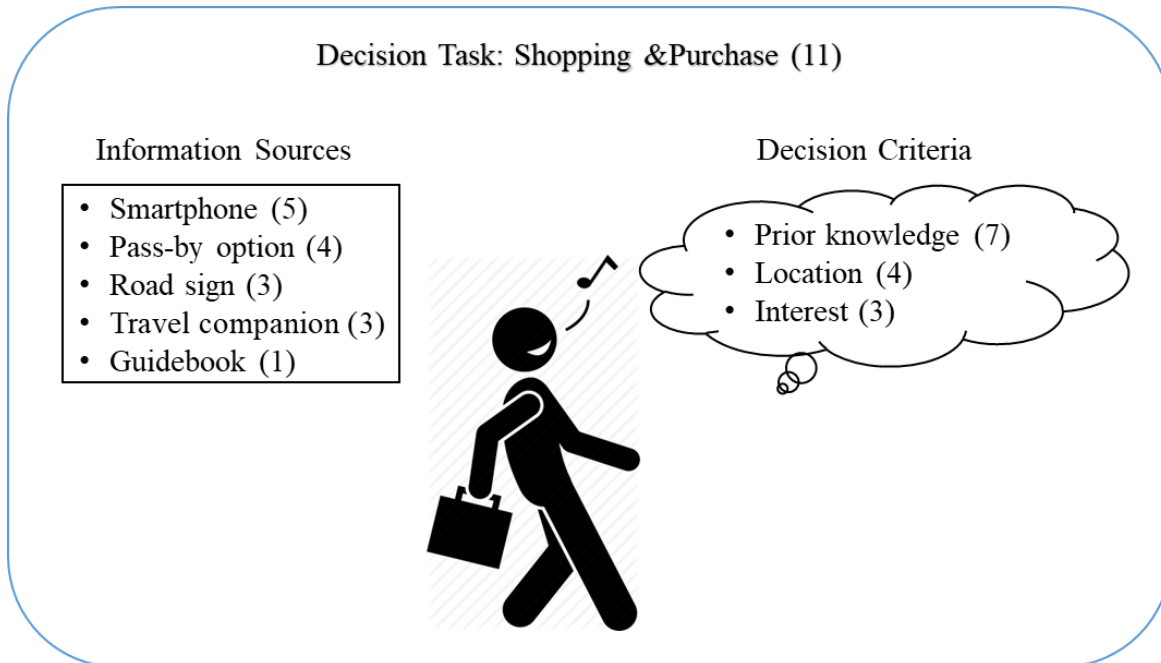 Decision Task: Shopping &Purchase (11)
Information Sources
• Smartphone (5)
• Pass-by option (4)
• Road sign (3)
• Travel companion (3)
• Guidebook (1)
Decision Criteria
• Prior knowledge (7)
• Location (4)
• Interest (3)